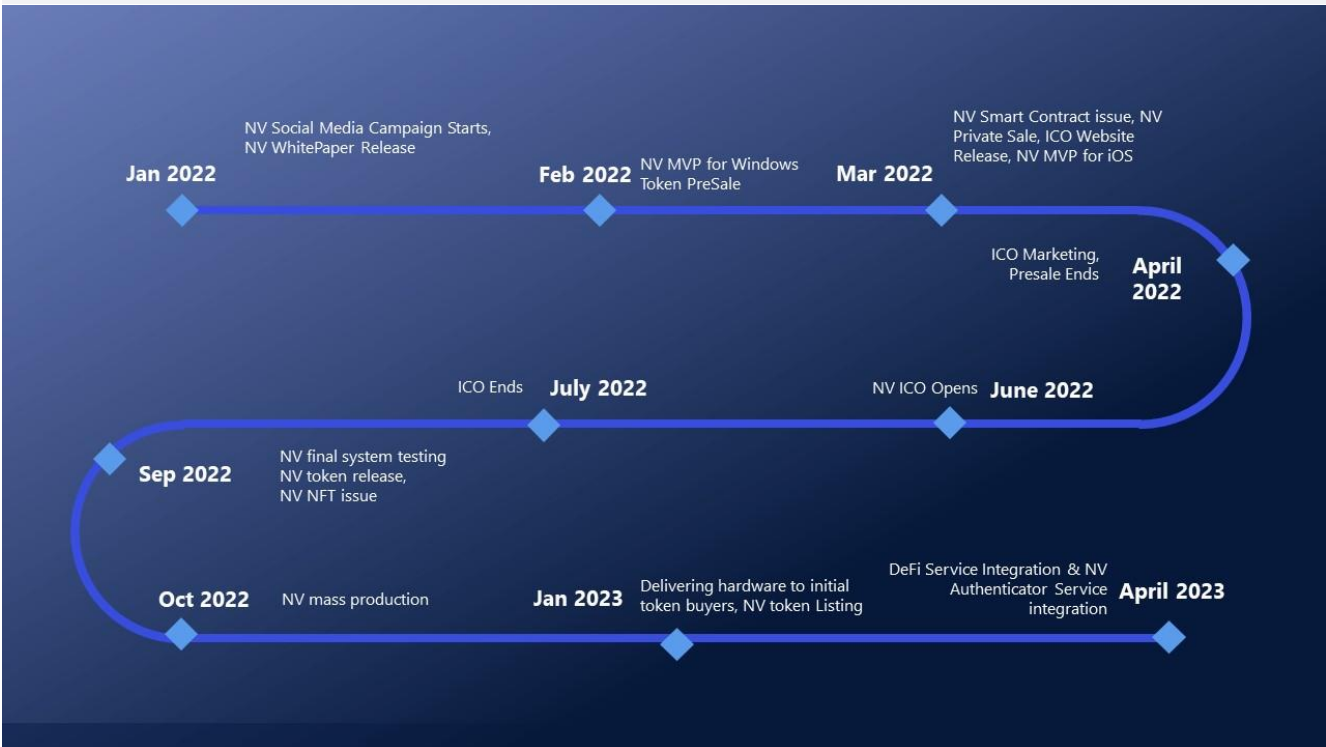 Jan 2022
NV Social Media Campaign Starts,
NV WhitePaper Release
Feb 2022
NV MVP for Windows
Token PreSale
Mar 2022
NV Smart Contract issue, NV
Private Sale, ICO Website
Release, NV MVP for iOS
ICO Marketing,
Presale Ends
April
2022
NV ICO Opens
June 2022
ICO Ends
July 2022
Sep 2022
NV final system testing
NV token release,
NV NFT issue
Oct 2022
NV mass production
Jan 2023
Delivering hardware to initial
token buyers, NV token Listing
DeFi Service Integration & NV
Authenticator Service
integration
April 2023